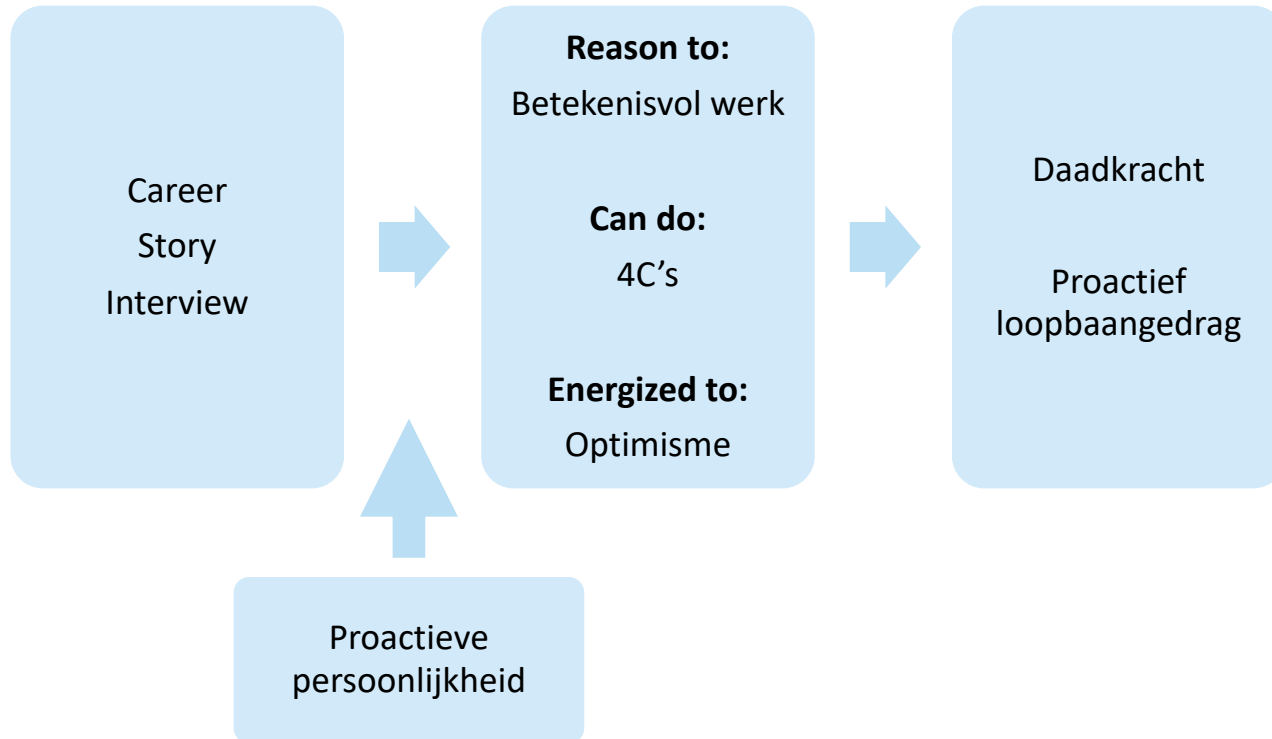 Career
Story
Interview
Reason to:
Betekenisvol werk
Can do:
4C’s
Energized to:
Optimisme
Daadkracht
Proactief
loopbaangedrag
Proactieve
persoonlijkheid